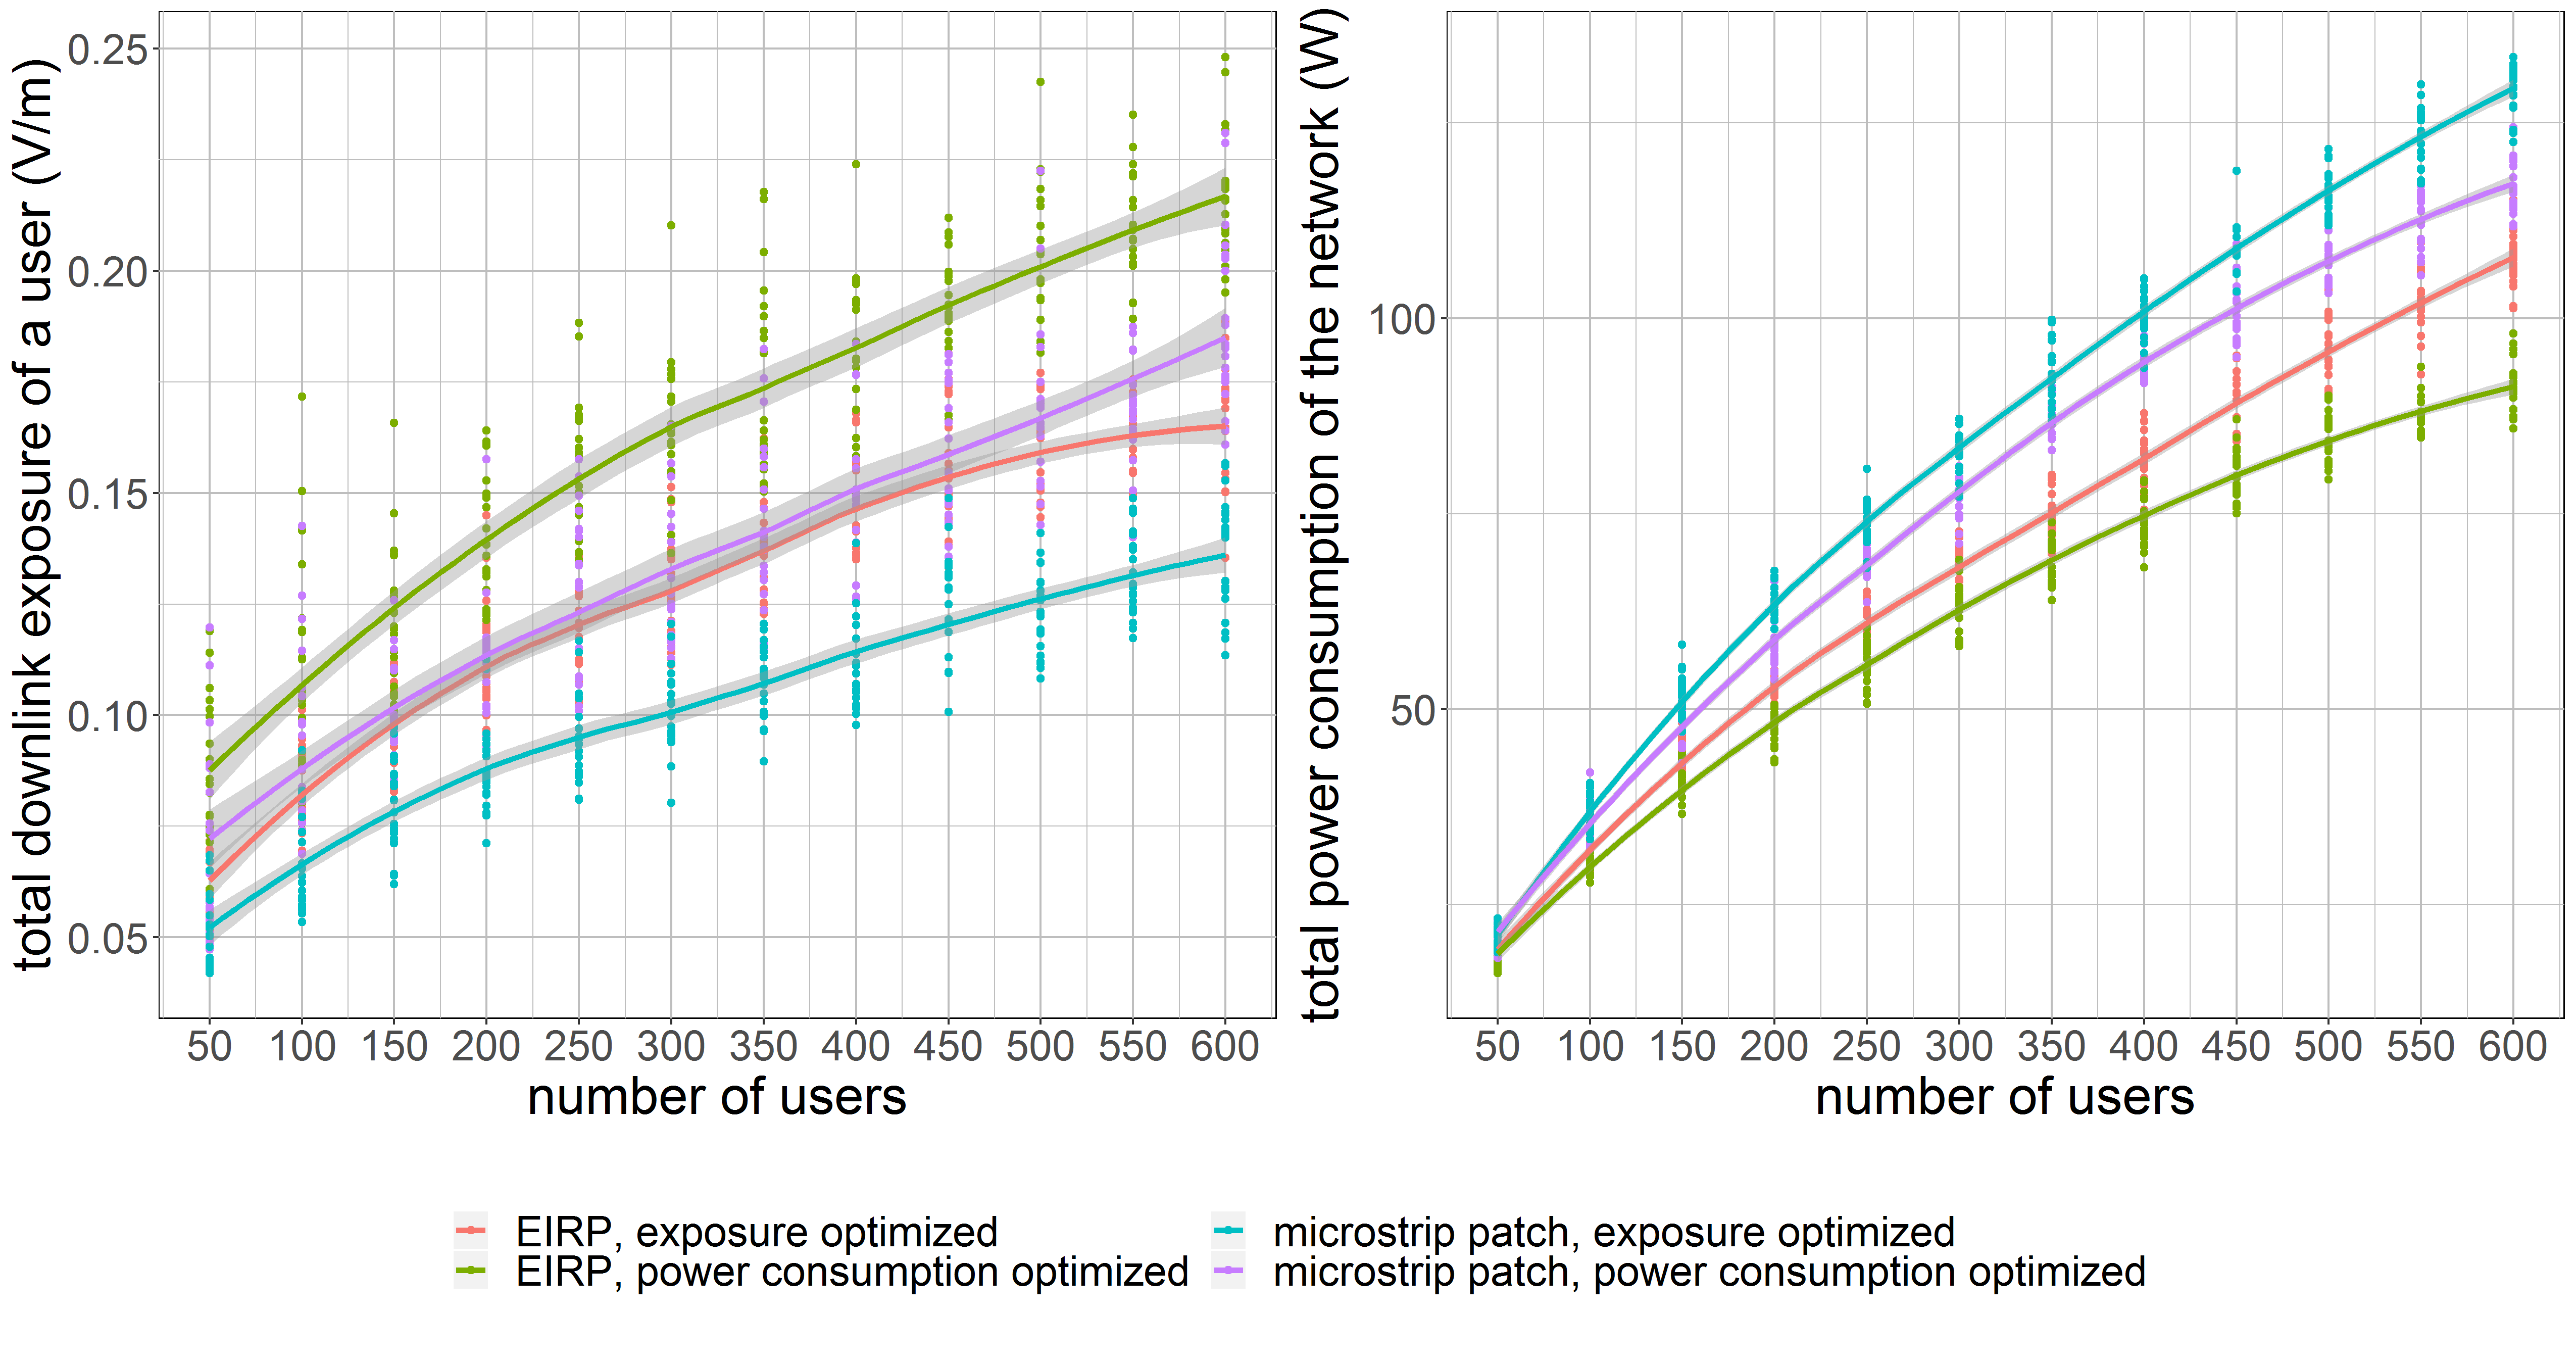 total downlink exposure of a user (V/m)
0.25
0.20
0.15
0.10
0.05
50 100 150 200 250 300 350 400 450 500 550 600
number of users
total power consumption of the network (W)
100
50
50 100 150 200 250 300 350 400 450 500 550 600
number of users
EIRP, exposure optimized
EIRP, power consumption optimized
microstrip patch, exposure optimized
microstrip patch, power consumption optimized